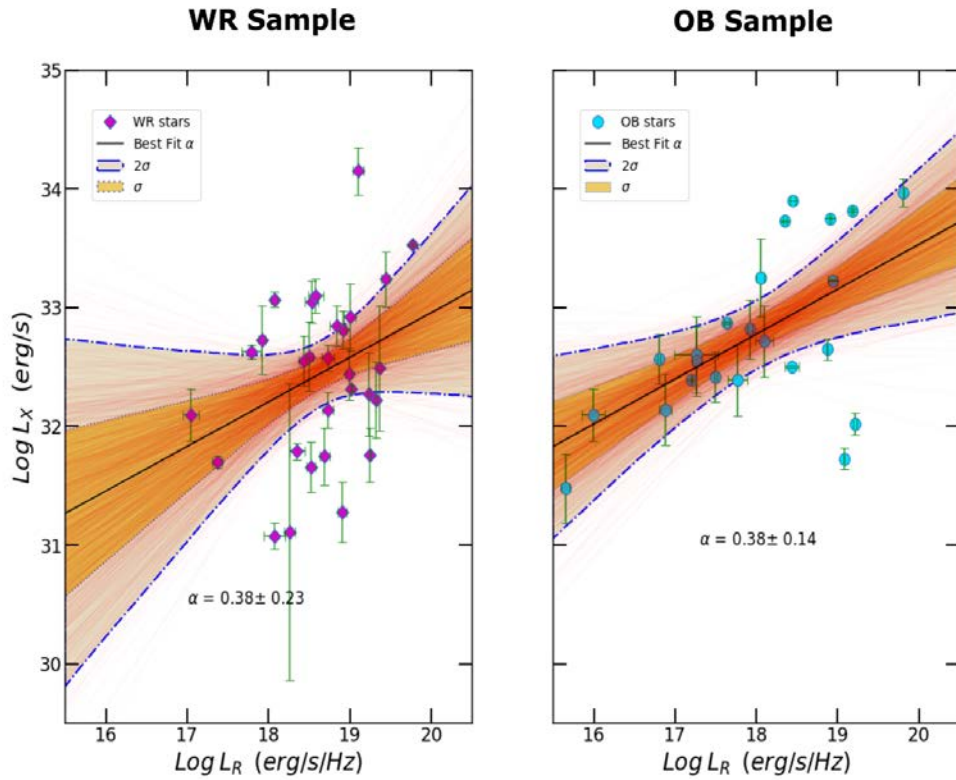 WR Sample
OB Sample
35
34
33
32
31
30
Log L_X (erg/s)
WR stars
Best Fit α
2σ
σ
α = 0.38± 0.23
16 17 18 19 20
Log L_R (erg/s/Hz)
OB stars
Best Fit α
2σ
σ
α = 0.38± 0.14
16 17 18 19 20
Log L_R (erg/s/Hz)